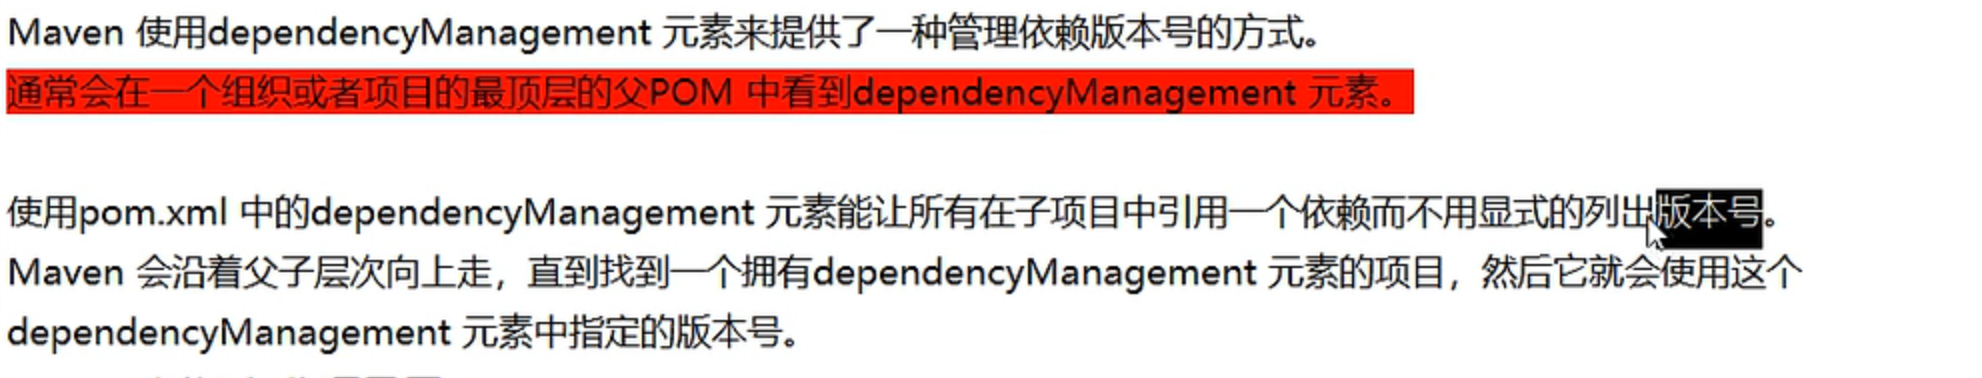 Maven 使用dependencyManagement 元素来提供了一种管理依赖版本号的方式。
通常会在一个组织或者项目的最顶层的父POM 中看到dependencyManagement 元素。
使用pom.xml 中的dependencyManagement 元素能让所有在子项目中引用一个依赖而不用显式的列出版本号。
Maven 会沿着父子层次向上走，直到找到一个拥有dependencyManagement 元素的项目，然后它就会使用这个
dependencyManagement 元素中指定的版本号。